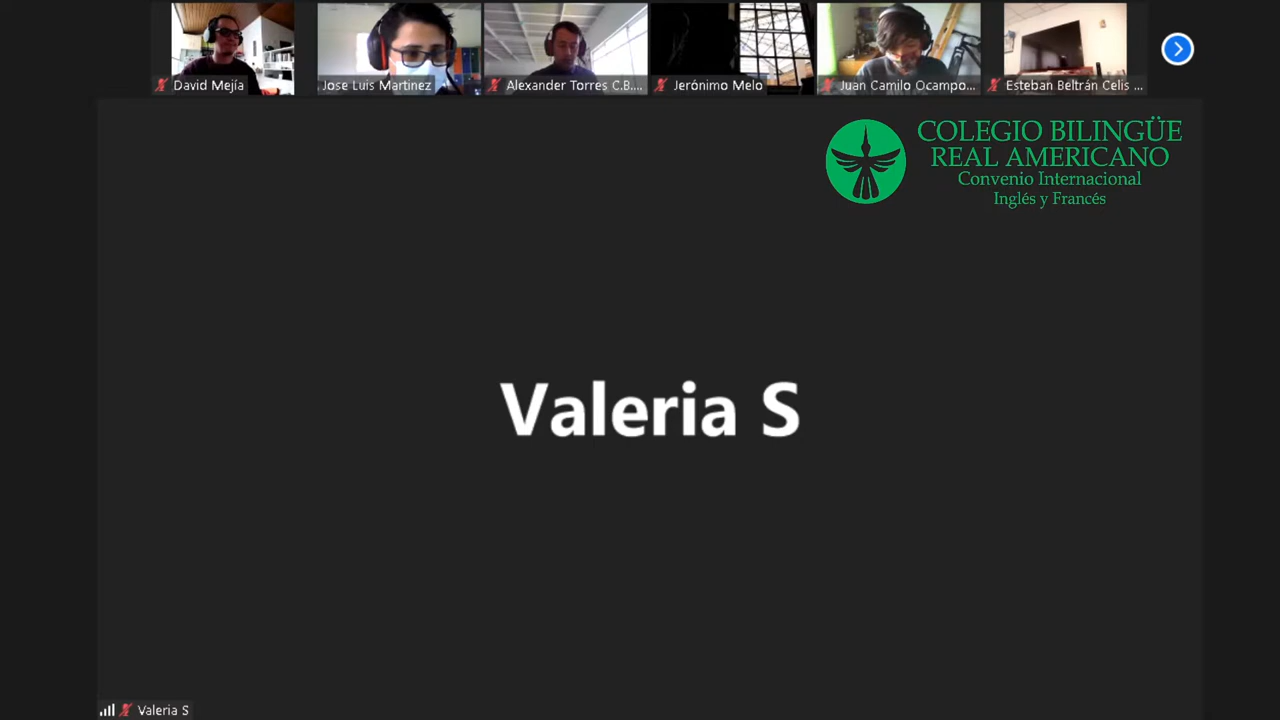 David Mejía
Jose Luis Martinez
Alexander Torres C.B....
Jerónimo Melo
Juan Camilo Ocampo...
Esteban Beltrán Celis ...
COLEGIO BILINGÜE
REAL AMERICANO
Convenio Internacional
Inglés y Francés
Valeria S
Valeria S